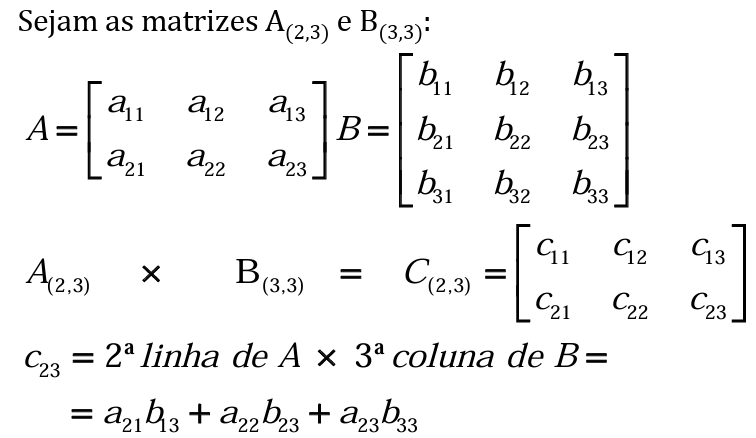 Sejam as matrizes A(2,3) e B(3,3):
A = [ a11 a12 a13 ] B = [ b11 b12 b13 ]
a21 a22 a23 b21 b22 b23
b31 b32 b33
A(2,3) × B(3,3) = C(2,3) = [ c11 c12 c13 ]
c21 c22 c23
c23 = 2ª linha de A × 3ª coluna de B =
= a21b13 + a22b23 + a23b33